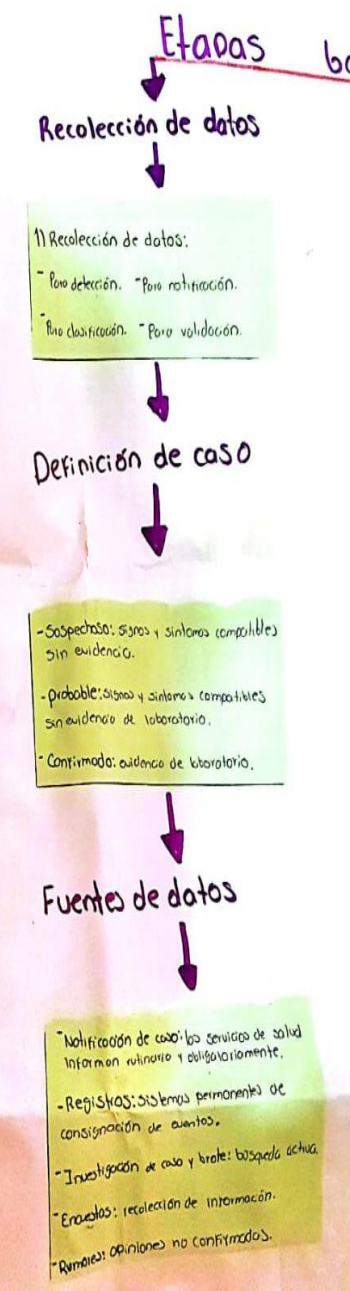 Etapas
Recolección de datos
1) Recolección de datos:
- Para detección. - Para notificación.
- Para clasificación. - Para validación.
Definición de caso
- Sospechoso: signos y síntomas compatibles
sin evidencia.
- probable: signos y síntomas compatibles
sin evidencia de laboratorio.
- Confirmado: evidencia de laboratorio.
Fuentes de datos
- Notificación de caso: los servicios de salud
informan rutinario y obligatoriamente.
- Registros: sistemas permanentes de
consignación de eventos.
- Investigación de caso y brote: búsqueda activa.
- Encuestas: recolección de información.
- Rumores: opiniones no confirmadas.